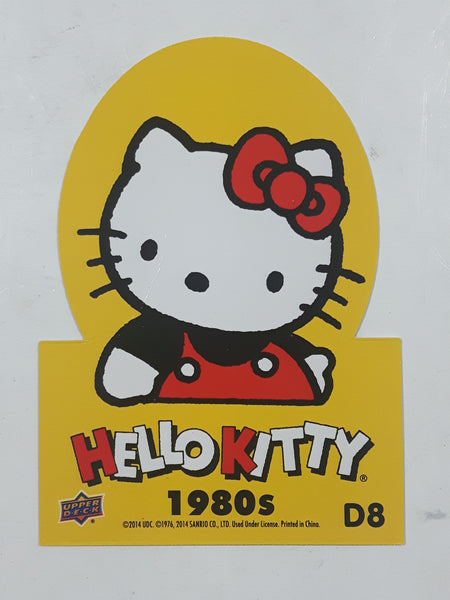 HELLO KITTY®
1980s
UPPER
DECK®
©2014 UDC. ©1976, 2014 SANRIO CO., LTD. Used Under License. Printed in China.
D8